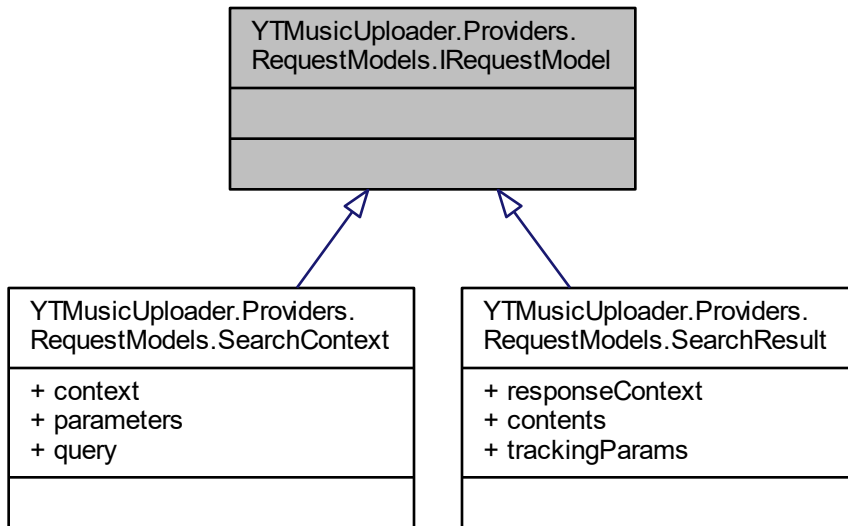 YTMusicUploader.Providers.
RequestModels.IRequestModel
YTMusicUploader.Providers.
RequestModels.SearchContext
+ context
+ parameters
+ query
YTMusicUploader.Providers.
RequestModels.SearchResult
+ responseContext
+ contents
+ trackingParams